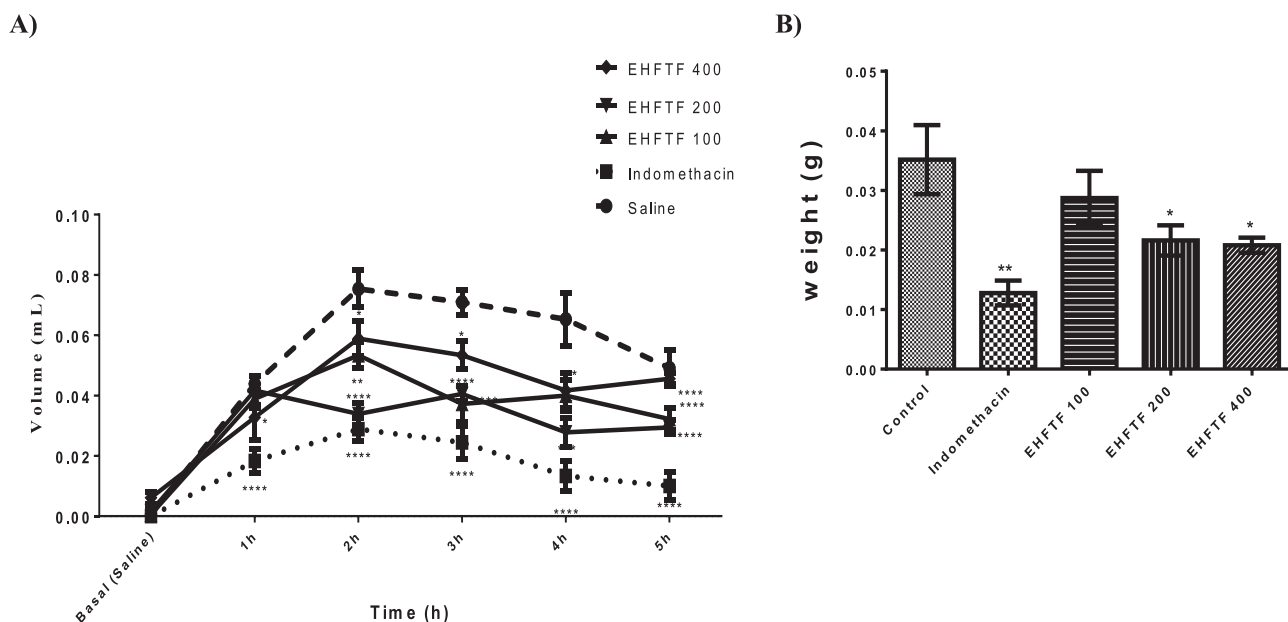 A)
EHFTF 400
EHFTF 200
EHFTF 100
Indomethacin
Saline
0.10
0.08
0.06
0.04
0.02
0.00
Volume (mL)
*
****
*
**
****
****
*
****
****
*
****
****
****
****
****
Basal (Saline)
1h
2h
3h
4h
5h
Time (h)
B)
0.05
0.04
0.03
0.02
0.01
0.00
weight (g)
**
*
*
Control
Indomethacin
EHFTF 100
EHFTF 200
EHFTF 400